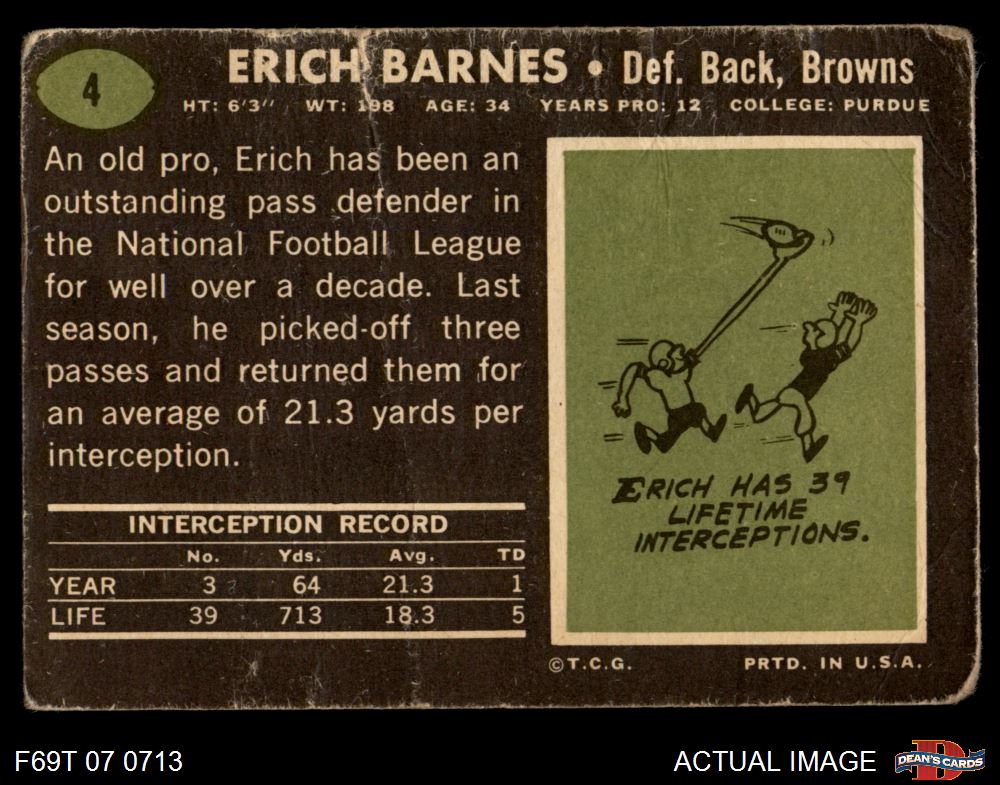 4
ERICH BARNES • Def. Back, Browns
HT: 6'3" WT: 198 AGE: 34 YEARS PRO: 12 COLLEGE: PURDUE
An old pro, Erich has been an
outstanding pass defender in
the National Football League
for well over a decade. Last
season, he picked-off three
passes and returned them for
an average of 21.3 yards per
interception.
INTERCEPTION RECORD
No. Yds. Avg. TD
YEAR 3 64 21.3 1
LIFE 39 713 18.3 5
ERICH HAS 39
LIFETIME
INTERCEPTIONS.
©T.C.G. PRTD. IN U.S.A.
F69T 07 0713
ACTUAL IMAGE
D
DEAN'S CARDS